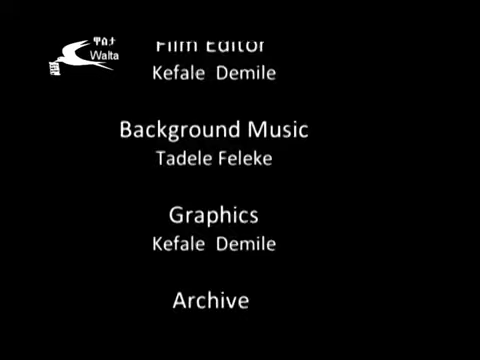 ዋልታ
Walta
Film Editor
Kefale Demile
Background Music
Tadele Feleke
Graphics
Kefale Demile
Archive